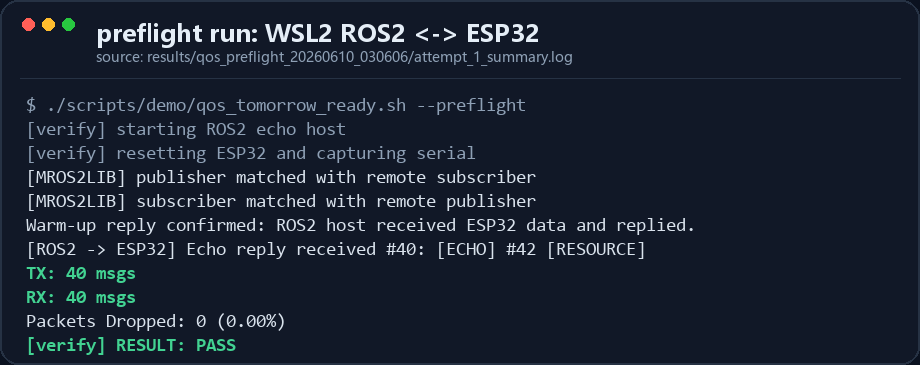 preflight run: WSL2 ROS2 <-> ESP32
source: results/qos_preflight_20260610_030606/attempt_1_summary.log
$ ./scripts/demo/qos_tomorrow_ready.sh --preflight
[verify] starting ROS2 echo host
[verify] resetting ESP32 and capturing serial
[MROS2LIB] publisher matched with remote subscriber
[MROS2LIB] subscriber matched with remote publisher
Warm-up reply confirmed: ROS2 host received ESP32 data and replied.
[ROS2 -> ESP32] Echo reply received #40: [ECHO] #42 [RESOURCE]
TX: 40 msgs
RX: 40 msgs
Packets Dropped: 0 (0.00%)
[verify] RESULT: PASS